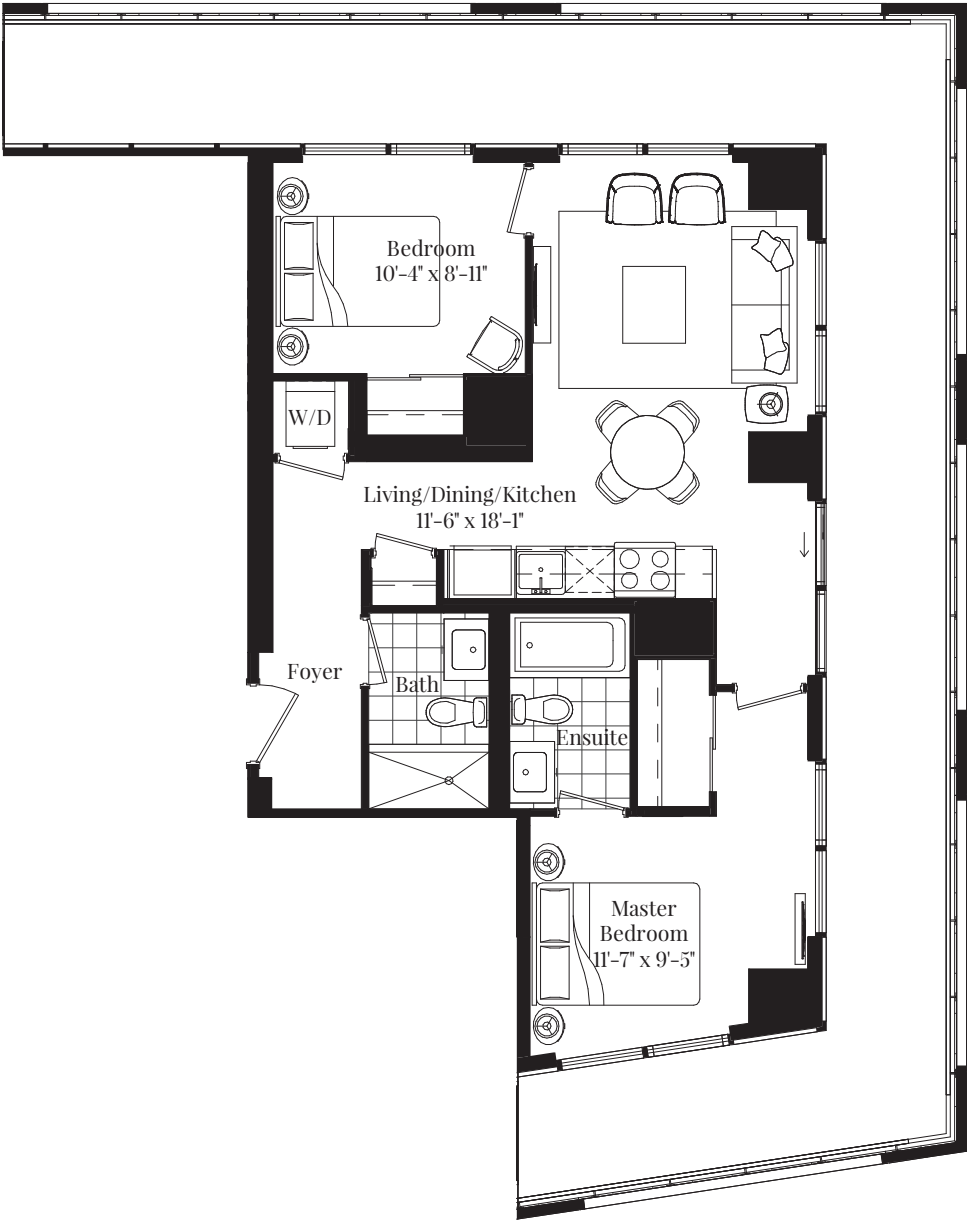 Bedroom
10'-4" x 8'-11"
W/D
Living/Dining/Kitchen
11'-6" x 18'-1"
Foyer
Bath
Ensuite
Master
Bedroom
11'-7" x 9'-5"